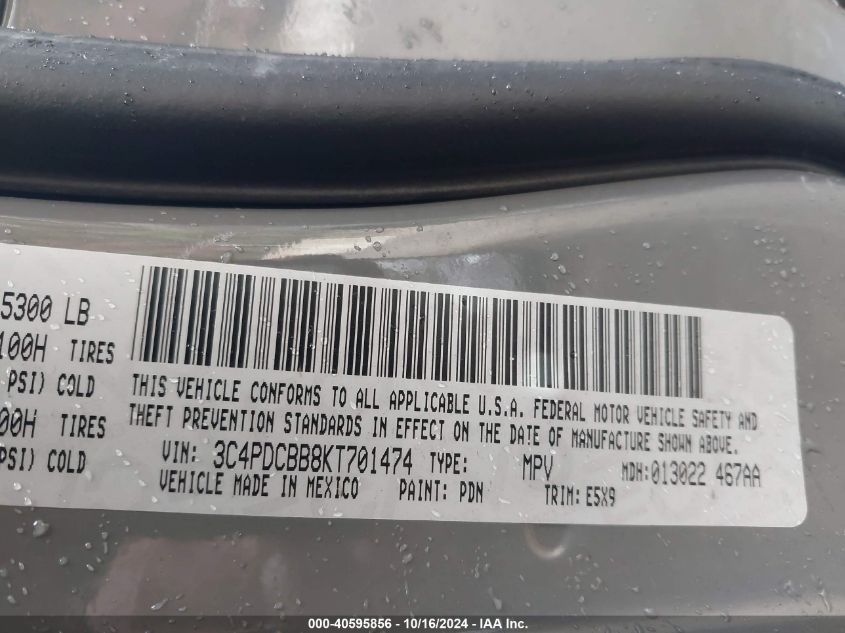 5300 LB
100H TIRES
PSI) COLD
00H TIRES
PSI) COLD
THIS VEHICLE CONFORMS TO ALL APPLICABLE U.S.A. FEDERAL MOTOR VEHICLE SAFETY AND
THEFT PREVENTION STANDARDS IN EFFECT ON THE DATE OF MANUFACTURE SHOWN ABOVE.
VIN: 3C4PDCBB8KT701474 TYPE: MPV MDH:013022 467AA
VEHICLE MADE IN MEXICO PAINT: PDN TRIM: E5X9
000-40595856 - 10/16/2024 - IAA Inc.